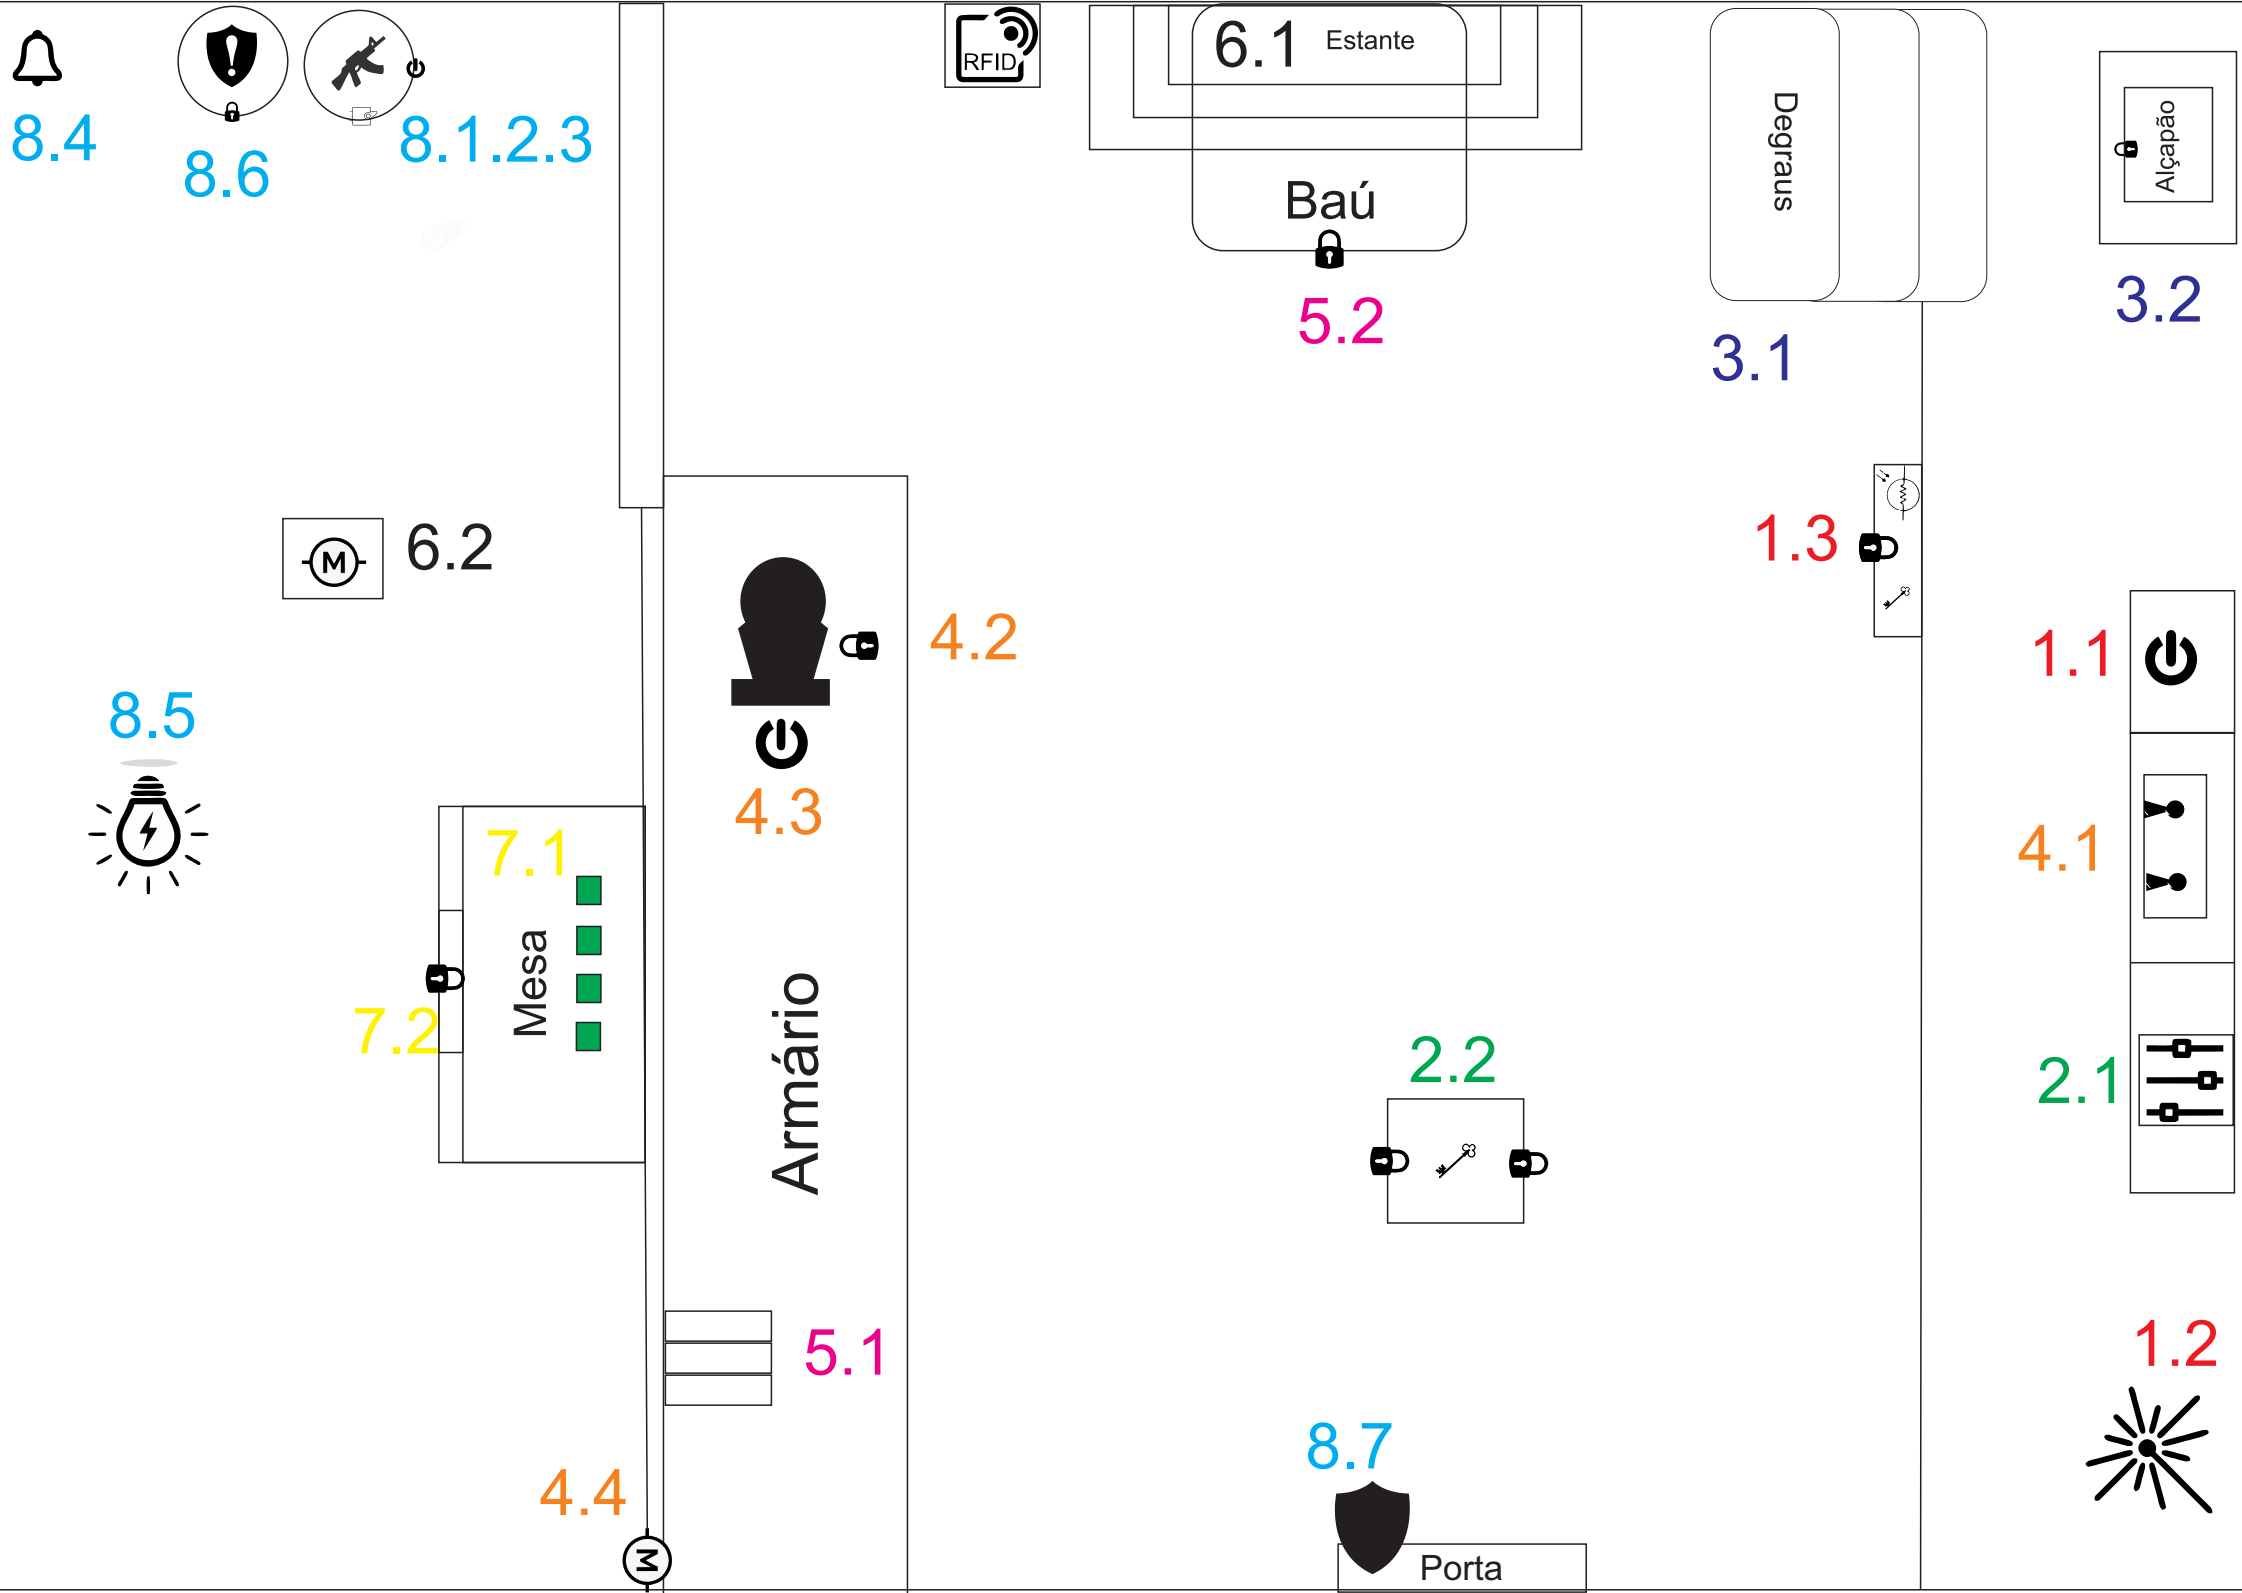 RFID
6.1 Estante
8.4
8.6
8.1.2.3
Degraus
Alçapão
Baú
5.2
3.1
3.2
6.2
M
1.3
4.2
1.1
8.5
4.3
7.1
4.1
Mesa
7.2
Armário
2.2
2.1
5.1
1.2
8.7
4.4
M
Porta